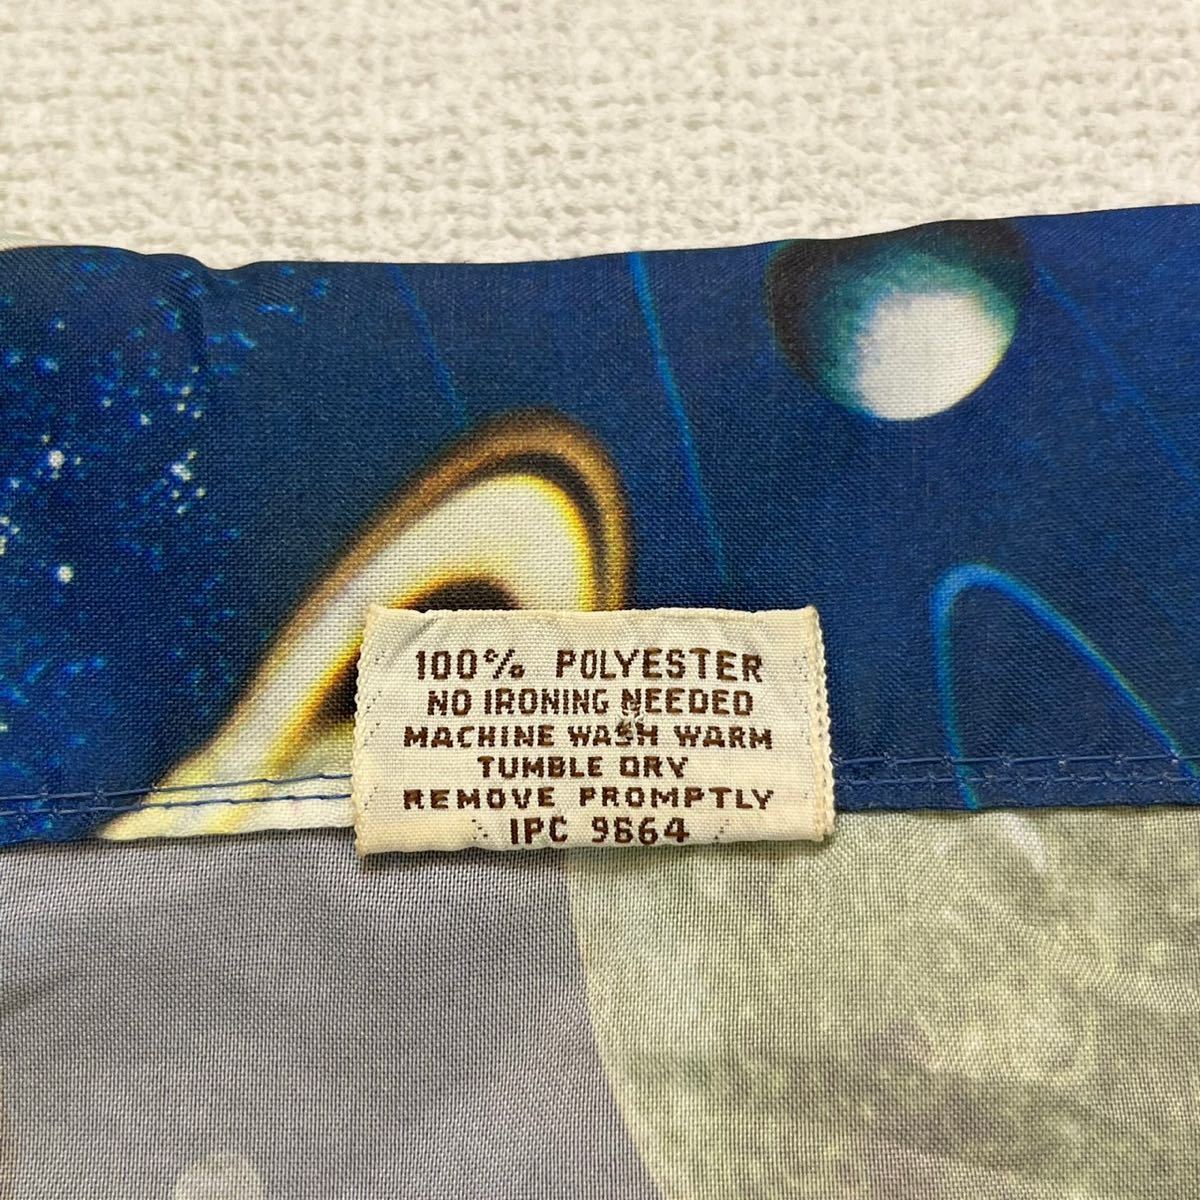 100% POLYESTER
NO IRONING NEEDED
MACHINE WASH WARM
TUMBLE DRY
REMOVE PROMPTLY
IPC 9864